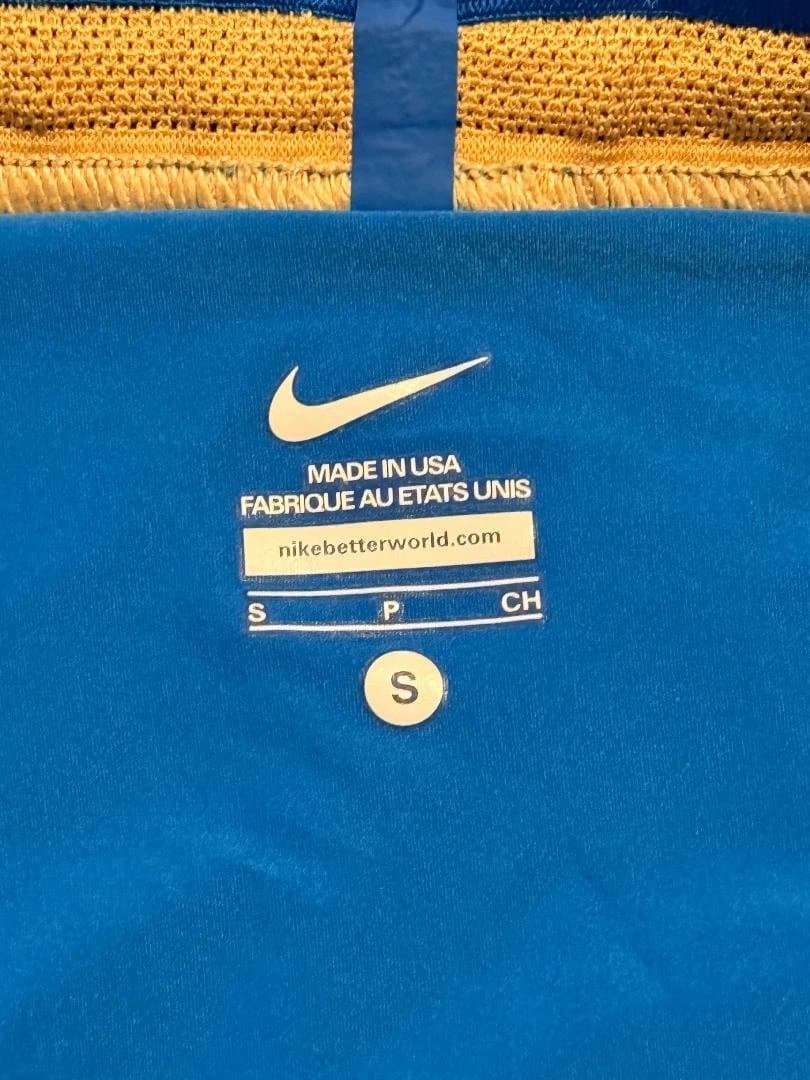 MADE IN USA
FABRIQUE AU ETATS UNIS
nikebetterworld.com
S P CH
S